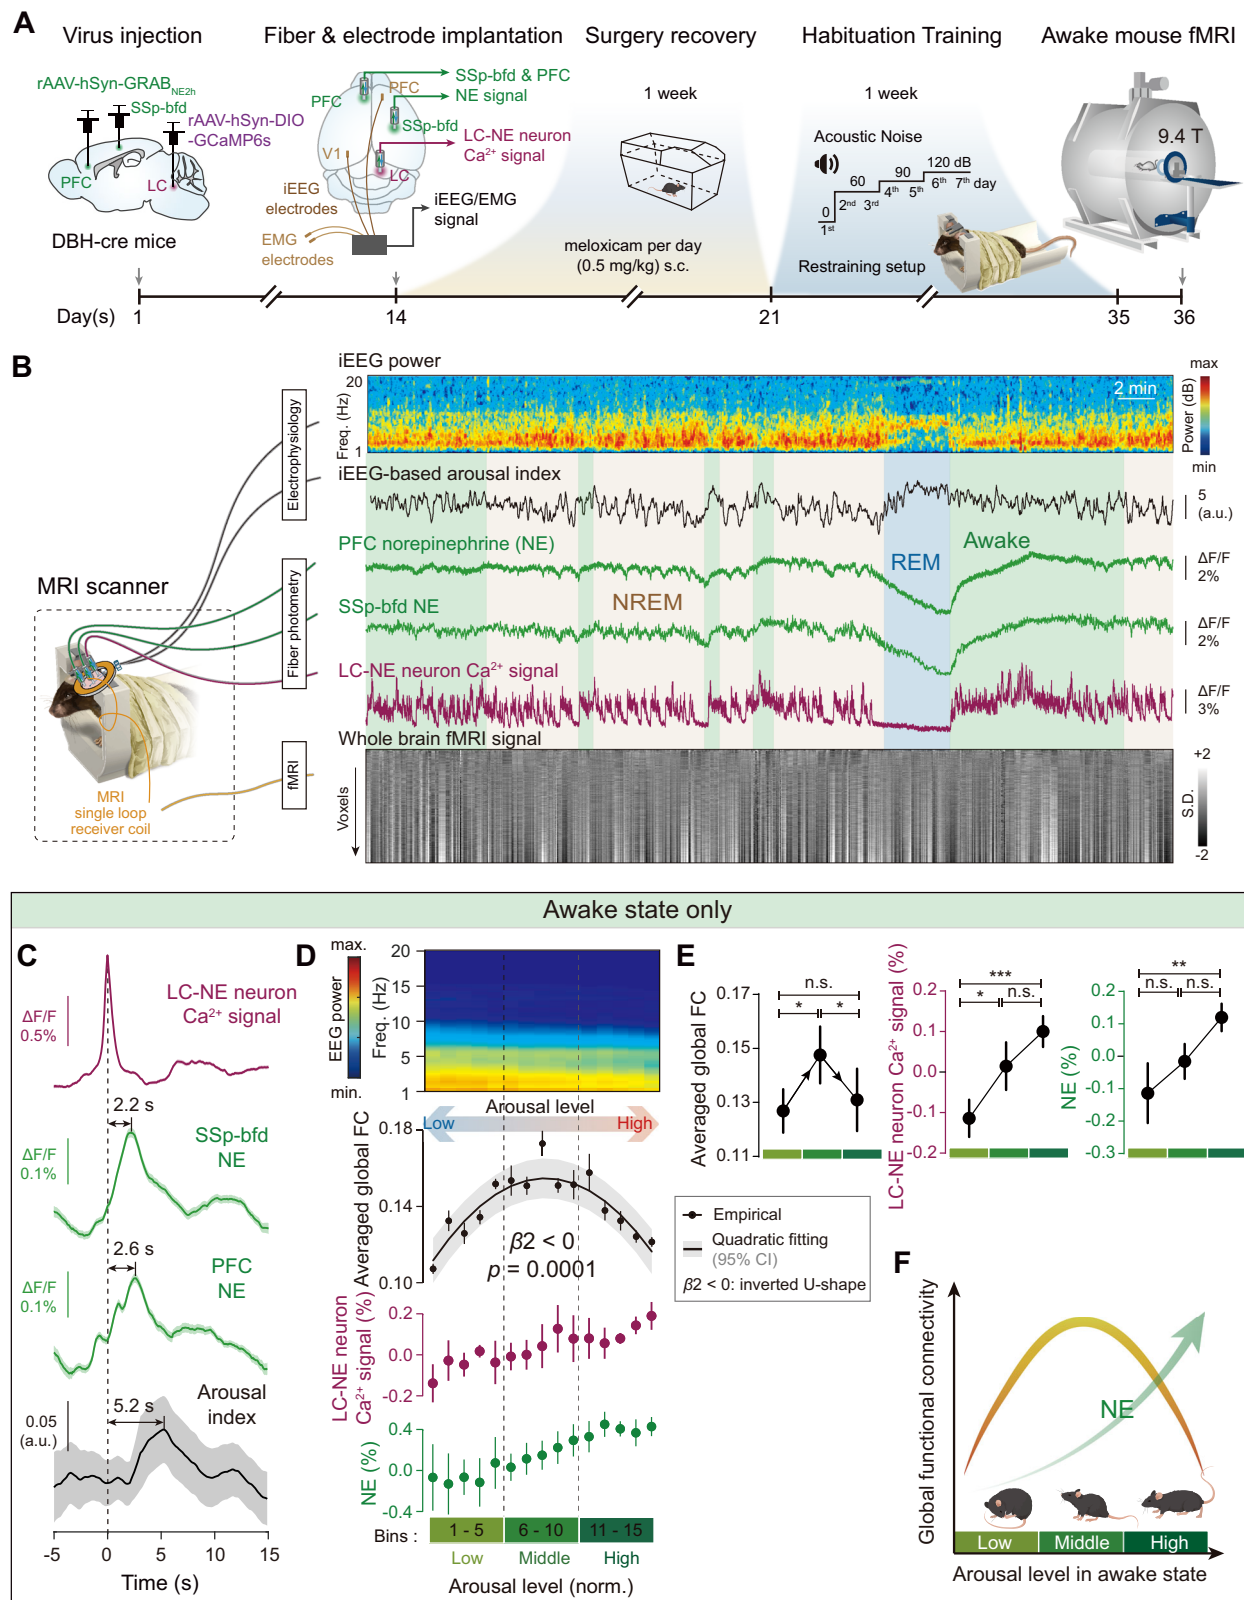 A
Virus injection
Fiber & electrode implantation
Surgery recovery
Habituation Training
Awake mouse fMRI
rAAV-hSyn-GRAB NE2h
SSp-bfd
rAAV-hSyn-DIO
-GCaMP6s
PFC
LC
DBH-cre mice
PFC
PFC
SSp-bfd & PFC
NE signal
SSp-bfd
LC-NE neuron
Ca2+ signal
V1
LC
iEEG
electrodes
iEEG/EMG
signal
EMG
electrodes
1 week
meloxicam per day
(0.5 mg/kg) s.c.
1 week
Acoustic Noise
0
60
90
120 dB
1st
2nd
3rd
4th
5th
6th
7th day
Restraining setup
9.4 T
Day(s)
1
14
21
35
36
B
iEEG power
20
Freq. (Hz)
1
2 min
max
Power (dB)
min
Electrophysiology
iEEG-based arousal index
5
(a.u.)
PFC norepinephrine (NE)
REM
Awake
ΔF/F
2%
MRI scanner
Fiber photometry
SSp-bfd NE
NREM
ΔF/F
2%
LC-NE neuron Ca2+ signal
ΔF/F
3%
Whole brain fMRI signal
fMRI
Voxels
+2
S.D.
-2
MRI
single loop
receiver coil
Awake state only
C
LC-NE neuron
Ca2+ signal
ΔF/F
0.5%
2.2 s
SSp-bfd
NE
ΔF/F
0.1%
2.6 s
PFC
NE
ΔF/F
0.1%
Arousal
index
5.2 s
0.05
(a.u.)
-5
0
5
10
15
Time (s)
D
max.
EEG power
min.
20
15
10
5
1
Freq. (Hz)
Arousal level
Low
High
0.18
0.14
0.10
Averaged global FC
β2 < 0
p = 0.0001
LC-NE neuron
Ca2+ signal (%)
0.2
0.0
-0.2
NE (%)
0.4
0.0
-0.4
Bins :
1 - 5
6 - 10
11 - 15
Low
Middle
High
Arousal level (norm.)
E
Averaged global FC
0.17
0.15
0.13
0.11
n.s.
*
*
LC-NE neuron Ca2+ signal (%)
0.2
0.1
0.0
-0.1
-0.2
***
*
n.s.
NE (%)
0.2
0.1
0.0
-0.1
-0.2
-0.3
**
n.s.
n.s.
Empirical
Quadratic fitting
(95% CI)
β2 < 0: inverted U-shape
F
Global functional connectivity
NE
Low
Middle
High
Arousal level in awake state